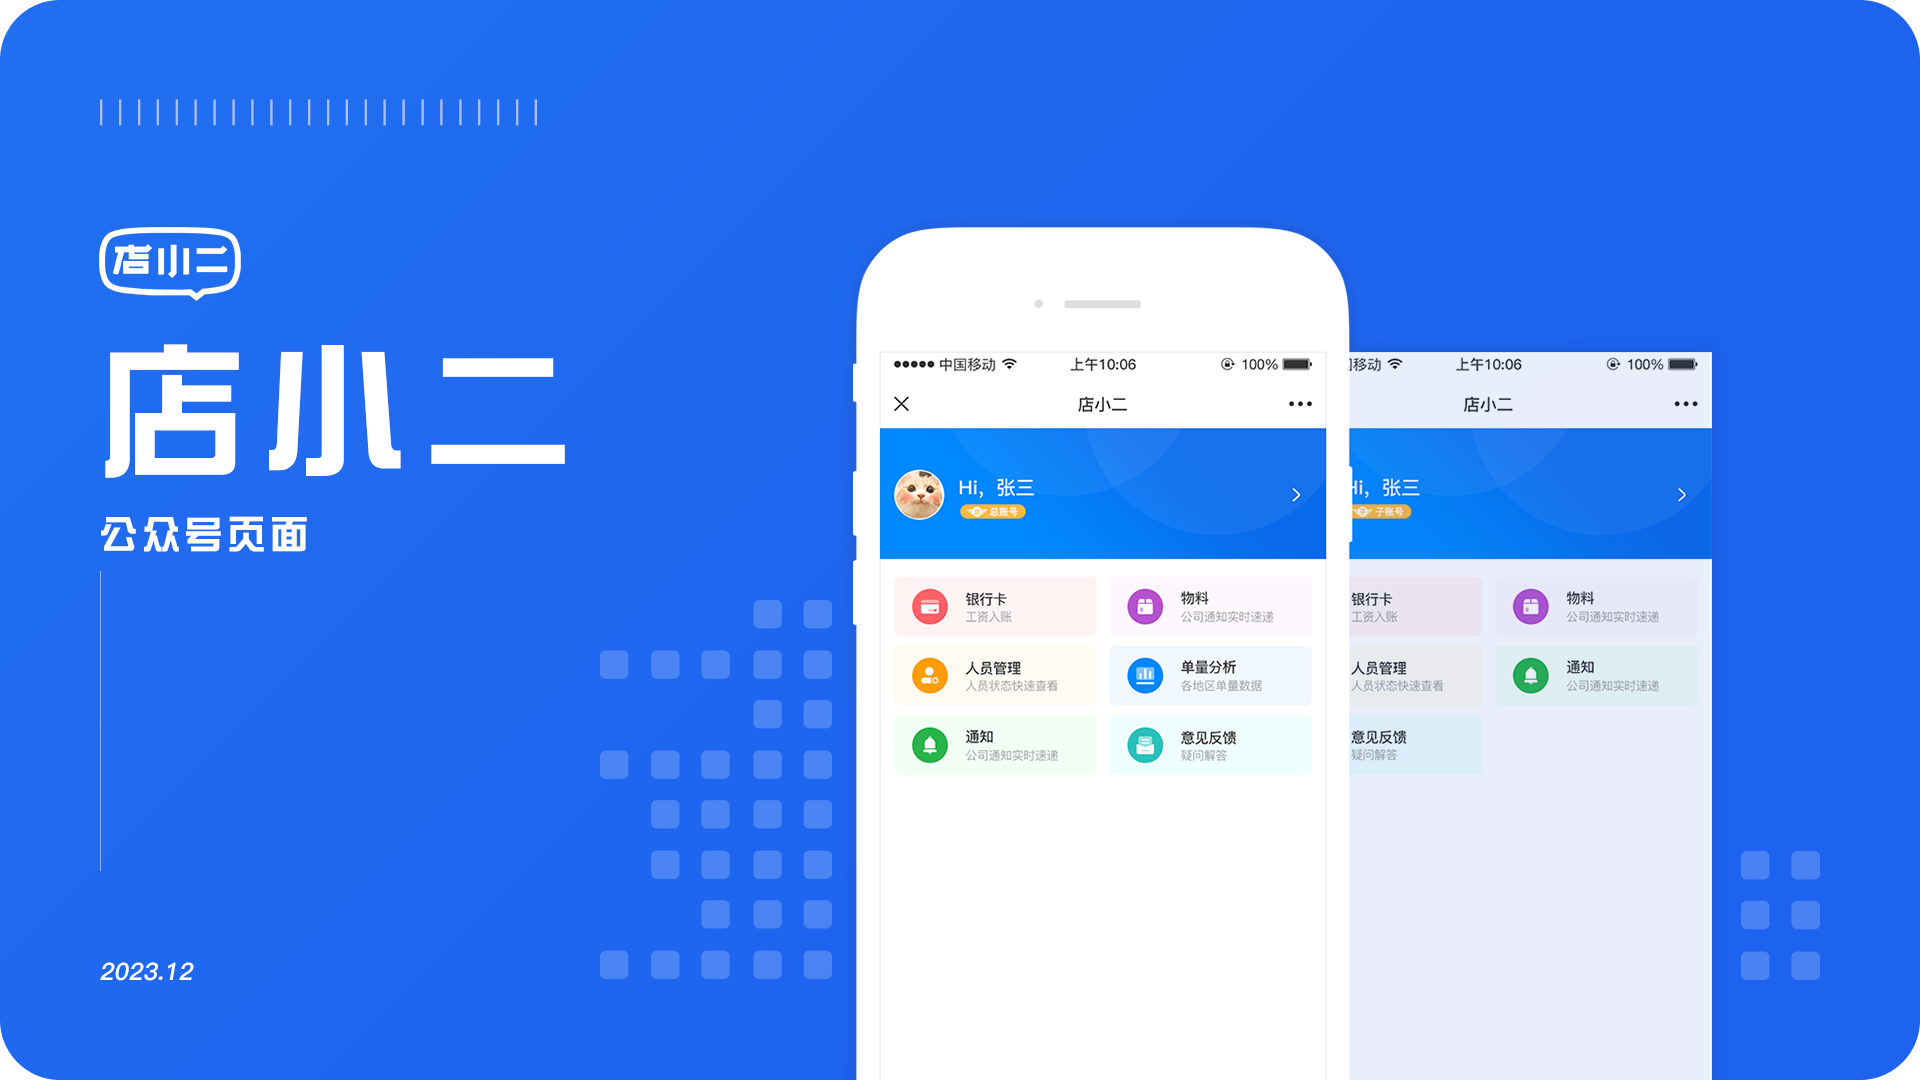 店小二
店小二
公众号页面
2023.12
中国移动 上午10:06 100%
店小二
Hi，张三
总账号
银行卡
工资入账
物料
公司通知实时速递
人员管理
人员状态快速查看
单量分析
各地区单量数据
通知
公司通知实时速递
意见反馈
疑问解答
移动 上午10:06 100%
店小二
Hi，张三
子账号
银行卡
工资入账
物料
公司通知实时速递
人员管理
人员状态快速查看
通知
公司通知实时速递
意见反馈
疑问解答